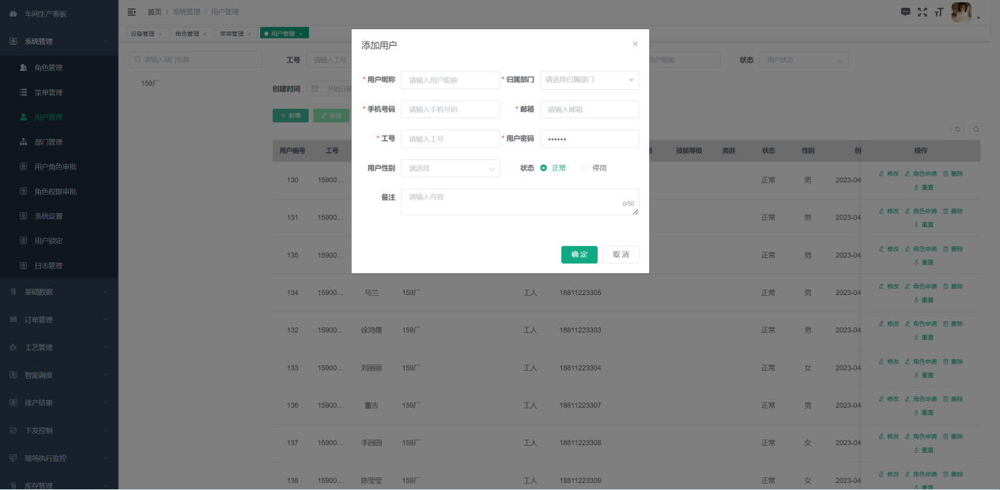 车间生产看板
首页 / 系统管理 / 用户管理
设备管理 × 角色管理 × 菜单管理 × 用户管理 ×
系统管理
角色管理
菜单管理
用户管理
部门管理
用户角色审批
角色权限审批
系统设置
用户锁定
日志管理
基础数据
订单管理
工艺管理
智能调度
排产结果
下发控制
现场执行监控
库存管理
请输入部门名称
159厂
工号 请输入工号
用户昵称
状态 用户状态
创建时间 开始日期
+ 新增 修改
添加用户 ×
* 用户昵称 请输入用户昵称 * 归属部门 请选择归属部门
* 手机号码 请输入手机号码 * 邮箱 请输入邮箱
* 工号 请输入工号 * 用户密码 ••••••
用户性别 请选择 状态 正常 停用
备注 请输入内容
0/50
确定 取消
用户编号 工号 技能等级 类别 状态 性别 创 操作
130 15900... 正常 男 2023-04 修改 角色申请 删除
重置
131 15900... 正常 男 2023-04 修改 角色申请 删除
重置
135 15900... 正常 男 2023-04 修改 角色申请 删除
重置
134 15900... 马兰 159厂 工人 18811223305 正常 男 2023-04 修改 角色申请 删除
重置
132 15900... 徐鸿儒 159厂 工人 18811223303 正常 男 2023-04 修改 角色申请 删除
重置
133 15900... 刘丽丽 159厂 工人 18811223304 正常 女 2023-04 修改 角色申请 删除
重置
136 15900... 董吉 159厂 工人 18811223307 正常 男 2023-04 修改 角色申请 删除
重置
137 15900... 李园园 159厂 工人 18811223308 正常 女 2023-04 修改 角色申请 删除
重置
138 15900... 陈莹莹 159厂 工人 18811223309 正常 女 2023-04 修改 角色申请 删除
重置